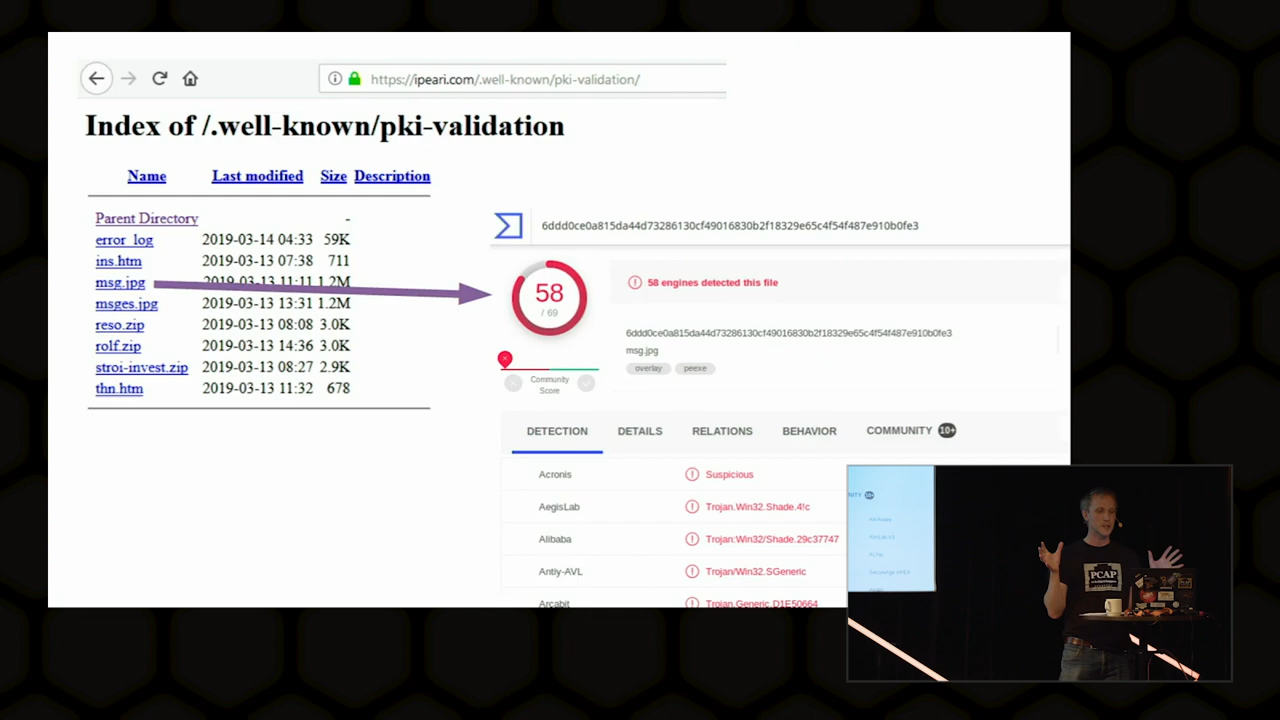 https://ipeari.com/.well-known/pki-validation/
Index of /.well-known/pki-validation
Name Last modified Size Description
Parent Directory -
error_log 2019-03-14 04:33 59K
ins.htm 2019-03-13 07:38 711
msg.jpg 2019-03-13 11:11 1.2M
msges.jpg 2019-03-13 13:31 1.2M
reso.zip 2019-03-13 08:08 3.0K
rolf.zip 2019-03-13 14:36 3.0K
stroi-invest.zip 2019-03-13 08:27 2.9K
thn.htm 2019-03-13 11:32 678
6ddd0ce0a815da44d73286130cf49016830b2f18329e65c4f54f487e910b0fe3
58
/ 69
58 engines detected this file
6ddd0ce0a815da44d73286130cf49016830b2f18329e65c4f54f487e910b0fe3
msg.jpg
overlay peexe
Community
Score
DETECTION DETAILS RELATIONS BEHAVIOR COMMUNITY 10+
Acronis Suspicious
AegisLab Trojan.Win32.Shade.4!c
Alibaba Trojan:Win32/Shade.29c37747
Antiy-AVL Trojan/Win32.SGeneric
Arcabit Trojan.Generic.D1E50664
PCAP